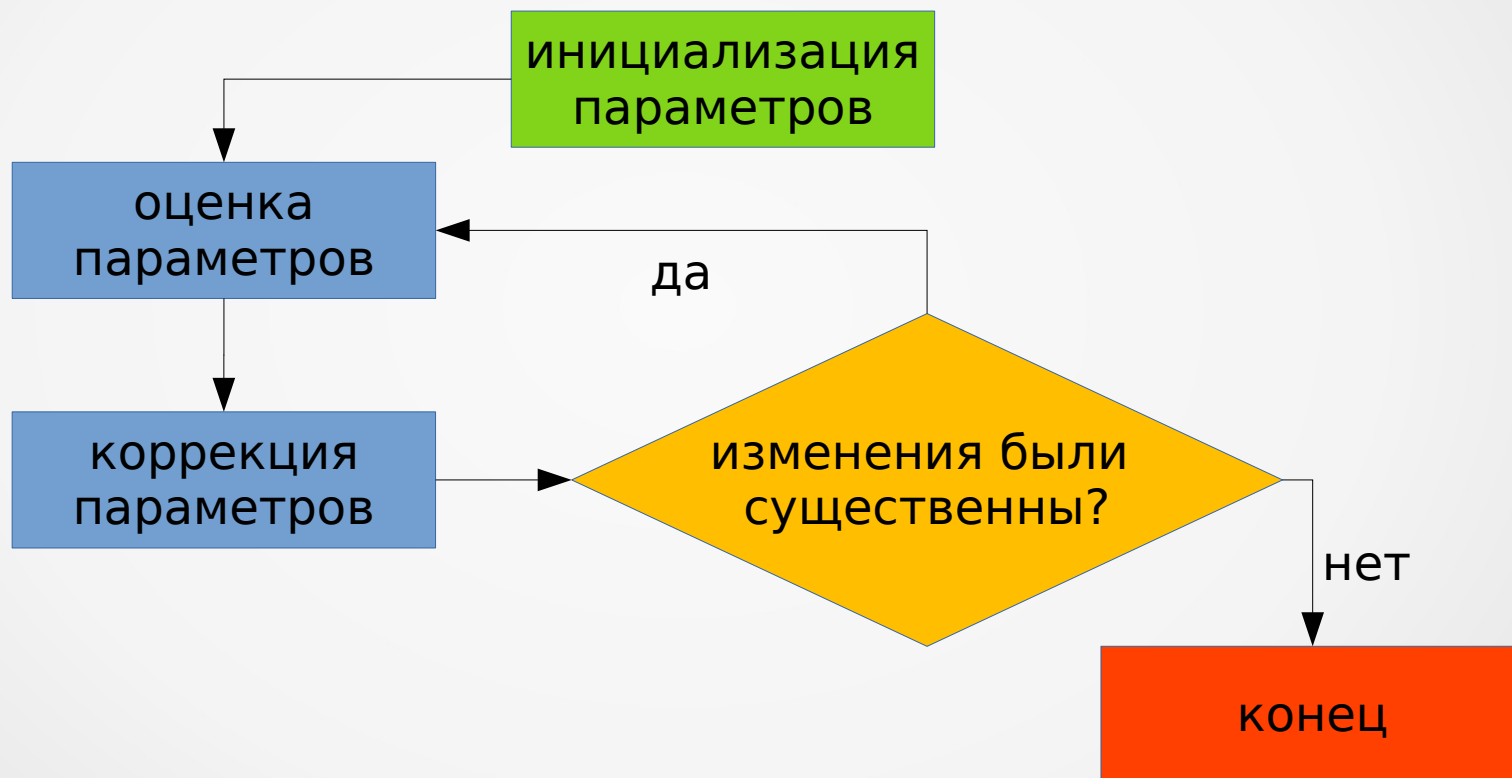 инициализация
параметров
оценка
параметров
да
коррекция
параметров
изменения были
существенны?
нет
конец